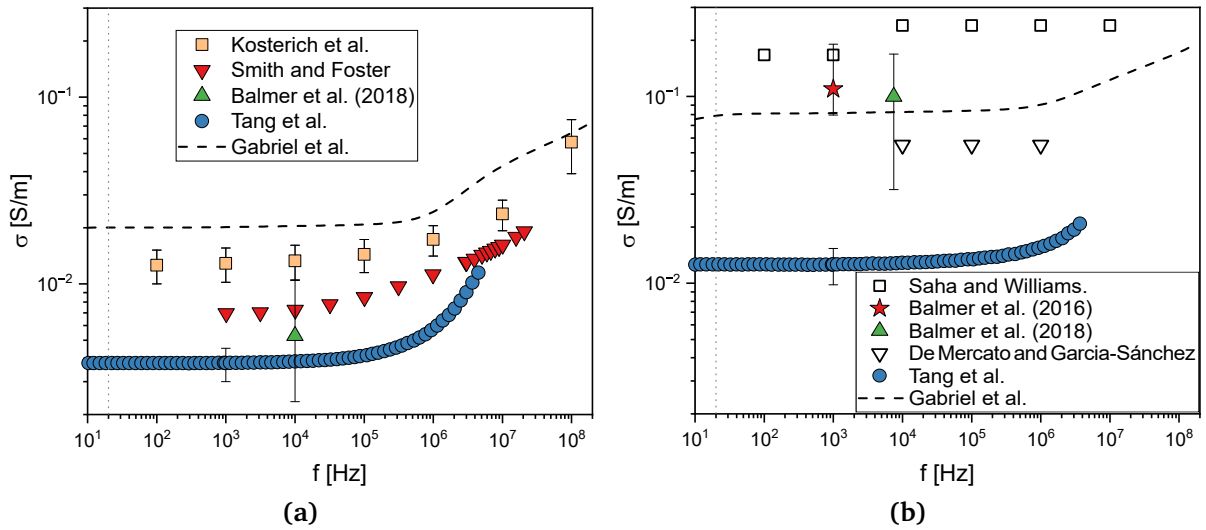 Kosterich et al.
Smith and Foster
Balmer et al. (2018)
Tang et al.
Gabriel et al.
10⁻¹
10⁻²
σ [S/m]
10¹ 10² 10³ 10⁴ 10⁵ 10⁶ 10⁷ 10⁸
f [Hz]
(a)
10⁻¹
10⁻²
σ [S/m]
Saha and Williams.
Balmer et al. (2016)
Balmer et al. (2018)
De Mercato and Garcia-Sánchez
Tang et al.
Gabriel et al.
10¹ 10² 10³ 10⁴ 10⁵ 10⁶ 10⁷ 10⁸
f [Hz]
(b)